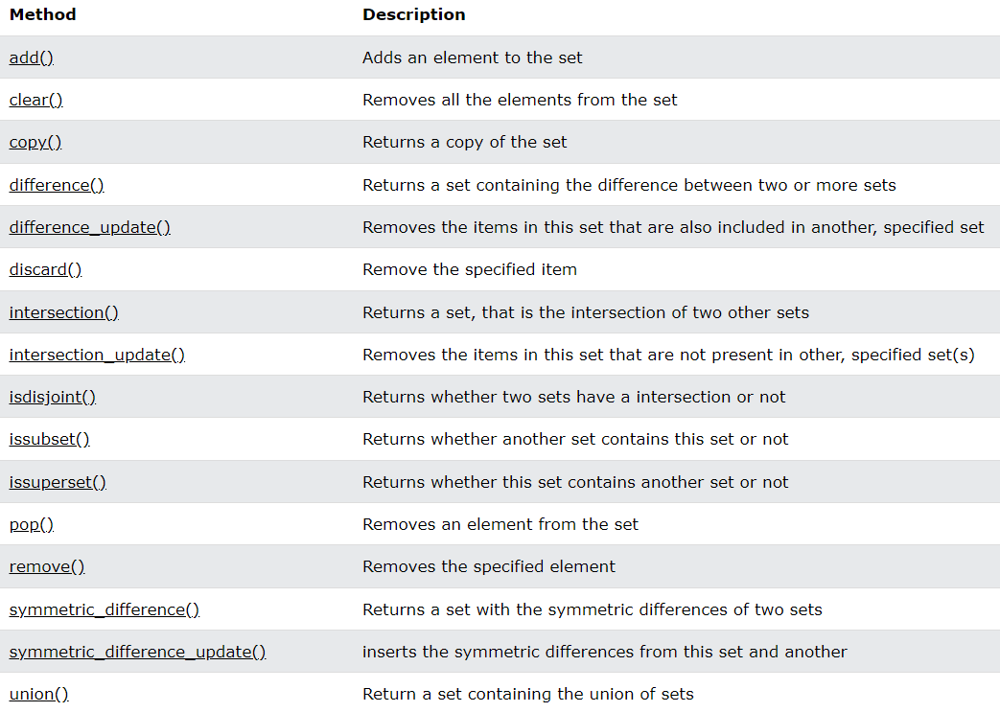 Method Description
add() Adds an element to the set
clear() Removes all the elements from the set
copy() Returns a copy of the set
difference() Returns a set containing the difference between two or more sets
difference_update() Removes the items in this set that are also included in another, specified set
discard() Remove the specified item
intersection() Returns a set, that is the intersection of two other sets
intersection_update() Removes the items in this set that are not present in other, specified set(s)
isdisjoint() Returns whether two sets have a intersection or not
issubset() Returns whether another set contains this set or not
issuperset() Returns whether this set contains another set or not
pop() Removes an element from the set
remove() Removes the specified element
symmetric_difference() Returns a set with the symmetric differences of two sets
symmetric_difference_update() inserts the symmetric differences from this set and another
union() Return a set containing the union of sets